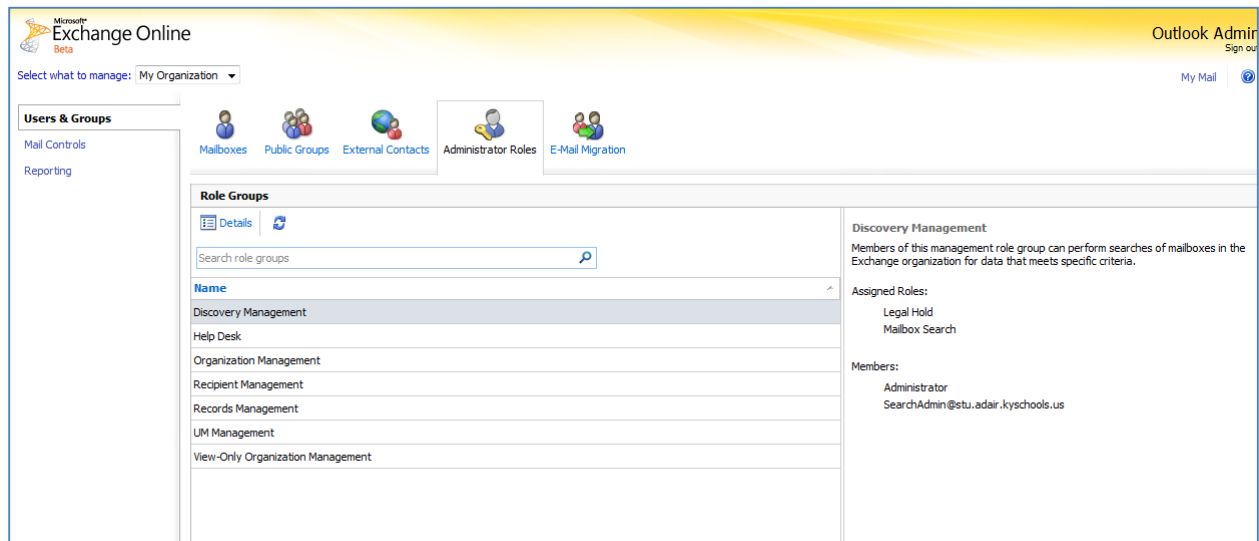 Microsoft®
Exchange Online
Beta
Outlook Admin
Sign out
Select what to manage: My Organization
My Mail
Users & Groups
Mail Controls
Reporting
Mailboxes
Public Groups
External Contacts
Administrator Roles
E-Mail Migration
Role Groups
Details
Search role groups
Name
Discovery Management
Help Desk
Organization Management
Recipient Management
Records Management
UM Management
View-Only Organization Management
Discovery Management
Members of this management role group can perform searches of mailboxes in the
Exchange organization for data that meets specific criteria.
Assigned Roles:
Legal Hold
Mailbox Search
Members:
Administrator
SearchAdmin@stu.adair.kyschools.us